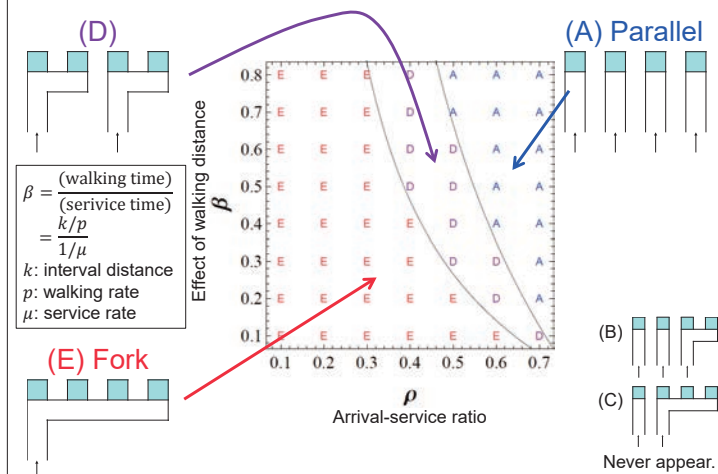 (D)
(A) Parallel
β = (walking time) / (serivice time)
= k/p / 1/μ
k: interval distance
p: walking rate
μ: service rate
Effect of walking distance
β
0.8 E E E D A A A
0.7 E E E D A A A
0.6 E E E D D A A
0.5 E E E D D A A
0.4 E E E E D A A
0.3 E E E E D D A
0.2 E E E E E D A
0.1 E E E E E E D
0.1 0.2 0.3 0.4 0.5 0.6 0.7
ρ
Arrival-service ratio
(E) Fork
(B)
(C)
Never appear.